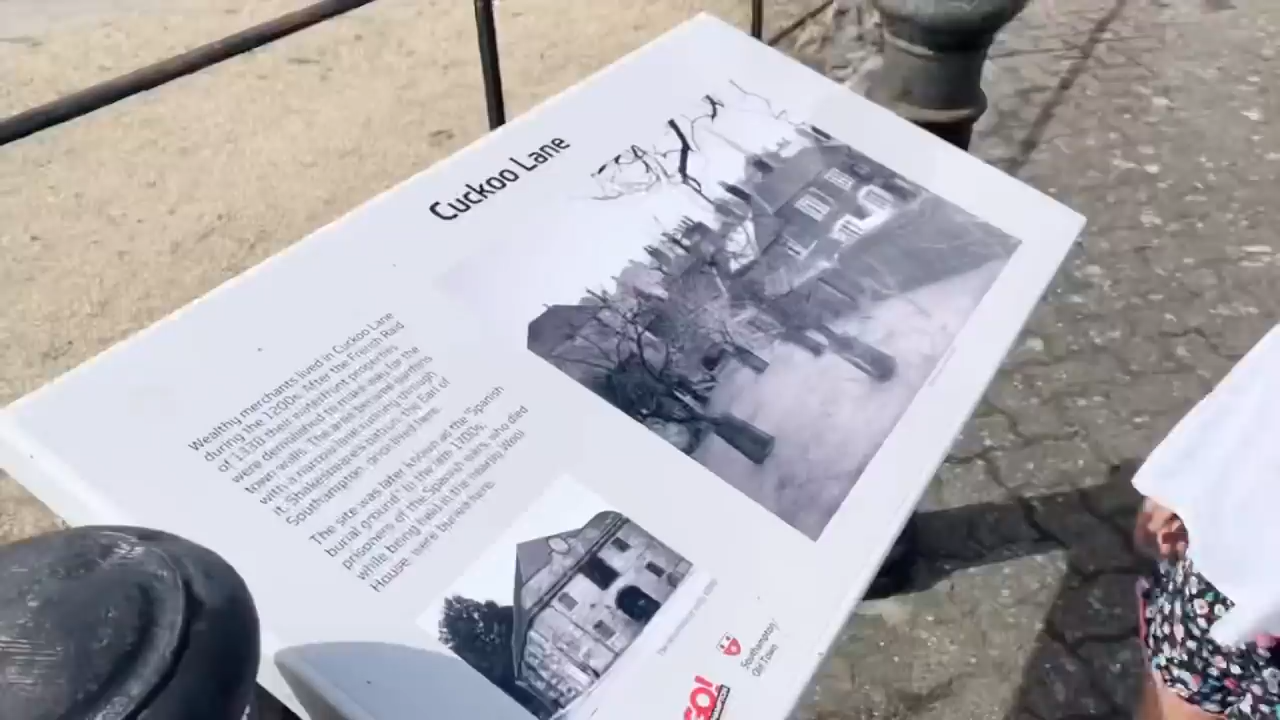 Cuckoo Lane
Wealthy merchants lived in Cuckoo Lane
during the 1200s. After the French Raid
of 1338 their waterfront properties
were demolished to make way for the
town walls. The area became gardens
with a narrow lane running through
it. Shakespeare's patron, the Earl of
Southampton, once lived here.
The site was later known as the "Spanish
burial ground" in the late 1700s,
prisoners of the Spanish wars, who died
while being held in the nearby Wool
House, were buried here.
GO!
Southampton
Old Town